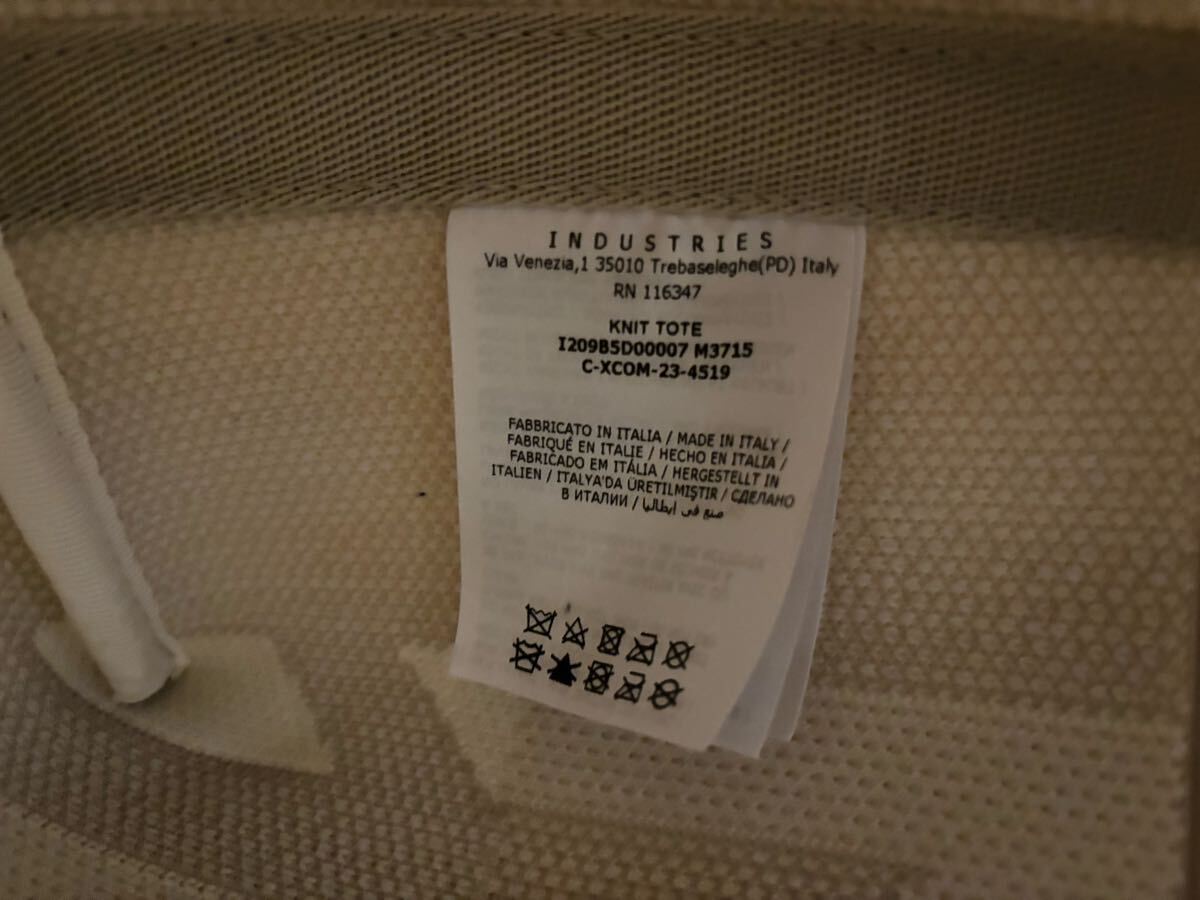 INDUSTRIES
Via Venezia,1 35010 Trebaseleghe(PD) Italy
RN 116347
KNIT TOTE
I209B5D00007 M3715
C-XCOM-23-4519
FABBRICATO IN ITALIA / MADE IN ITALY /
FABRIQUÉ EN ITALIE / HECHO EN ITALIA /
FABRICADO EM ITÁLIA / HERGESTELLT IN
ITALIEN / ITALYA'DA ÜRETILMIŞTIR / СДЕЛАНО
В ИТАЛИИ / صنع في ايطاليا